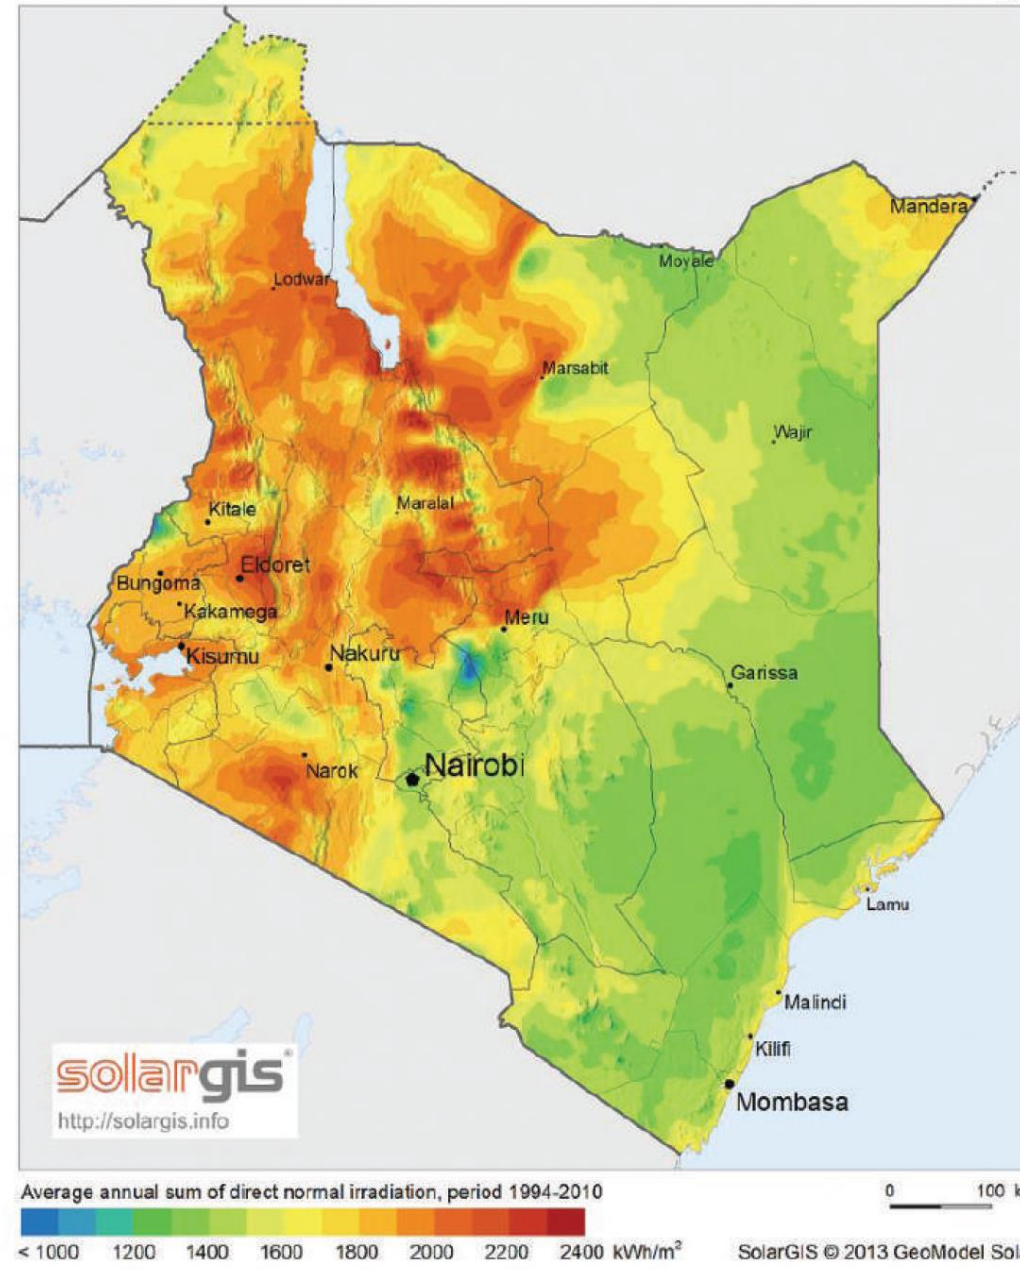 Mandera
Moyale
Lodwar
Marsabit
Wajir
Kitale
Maralal
Eldoret
Bungoma
Kakamega
Meru
Kisumu
Nakuru
Garissa
Narok
Nairobi
Lamu
Malindi
Kilifi
Mombasa
solargis®
http://solargis.info
Average annual sum of direct normal irradiation, period 1994-2010
0 100 k
< 1000 1200 1400 1600 1800 2000 2200 2400 kWh/m²
SolarGIS © 2013 GeoModel Sol